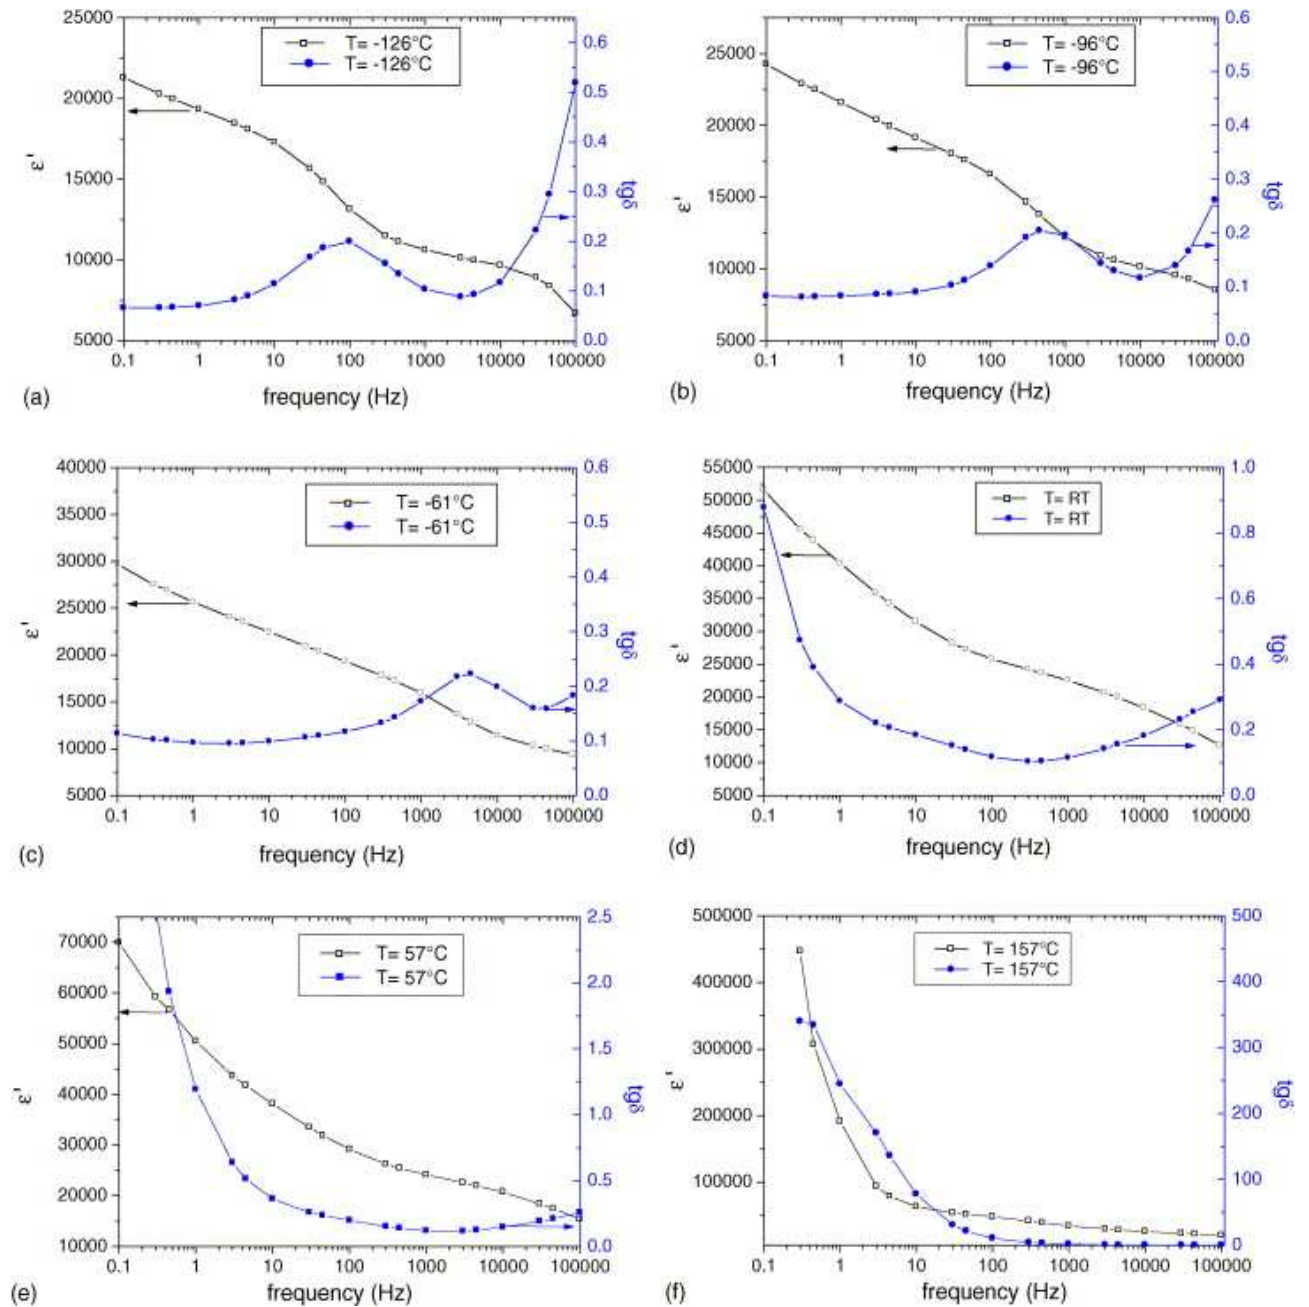 T= -126°C
T= -126°C
25000
20000
15000
10000
5000
ε'
0.6
0.5
0.4
0.3
0.2
0.1
0.0
tgδ
0.1 1 10 100 1000 10000 100000
frequency (Hz)
(a)
T= -96°C
T= -96°C
25000
20000
15000
10000
5000
ε'
0.6
0.5
0.4
0.3
0.2
0.1
0.0
tgδ
0.1 1 10 100 1000 10000 100000
frequency (Hz)
(b)
T= -61°C
T= -61°C
40000
35000
30000
25000
20000
15000
10000
5000
ε'
0.6
0.5
0.4
0.3
0.2
0.1
0.0
tgδ
0.1 1 10 100 1000 10000 100000
frequency (Hz)
(c)
T= RT
T= RT
55000
50000
45000
40000
35000
30000
25000
20000
15000
10000
5000
ε'
1.0
0.8
0.6
0.4
0.2
0.0
tgδ
0.1 1 10 100 1000 10000 100000
frequency (Hz)
(d)
T= 57°C
T= 57°C
70000
60000
50000
40000
30000
20000
10000
ε'
2.5
2.0
1.5
1.0
0.5
0.0
tgδ
0.1 1 10 100 1000 10000 100000
frequency (Hz)
(e)
T= 157°C
T= 157°C
500000
400000
300000
200000
100000
ε'
500
400
300
200
100
0
tgδ
0.1 1 10 100 1000 10000 100000
frequency (Hz)
(f)